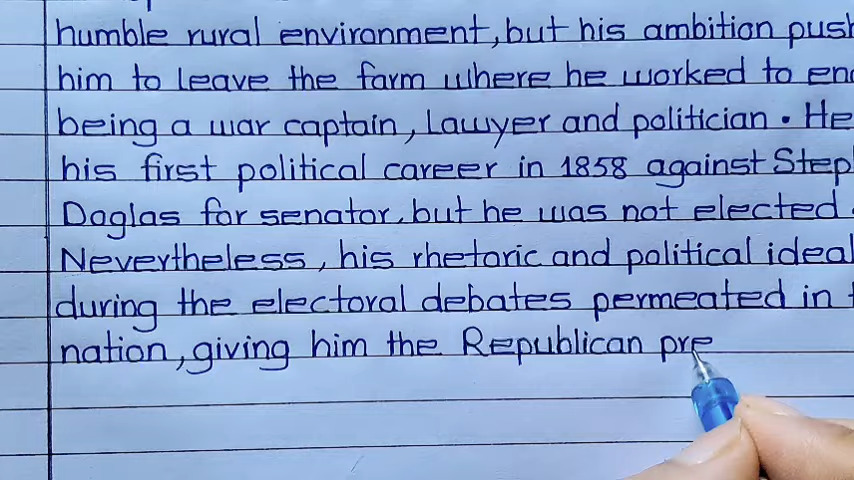 humble rural environment, but his ambition push
him to leave the farm where he worked to en
being a war captain, Lawyer and politician. He
his first political career in 1858 against Step
Daglas for senator, but he was not elected
Nevertheless, his rhetoric and political ideal
during the electoral debates permeated in t
nation, giving him the Republican pre